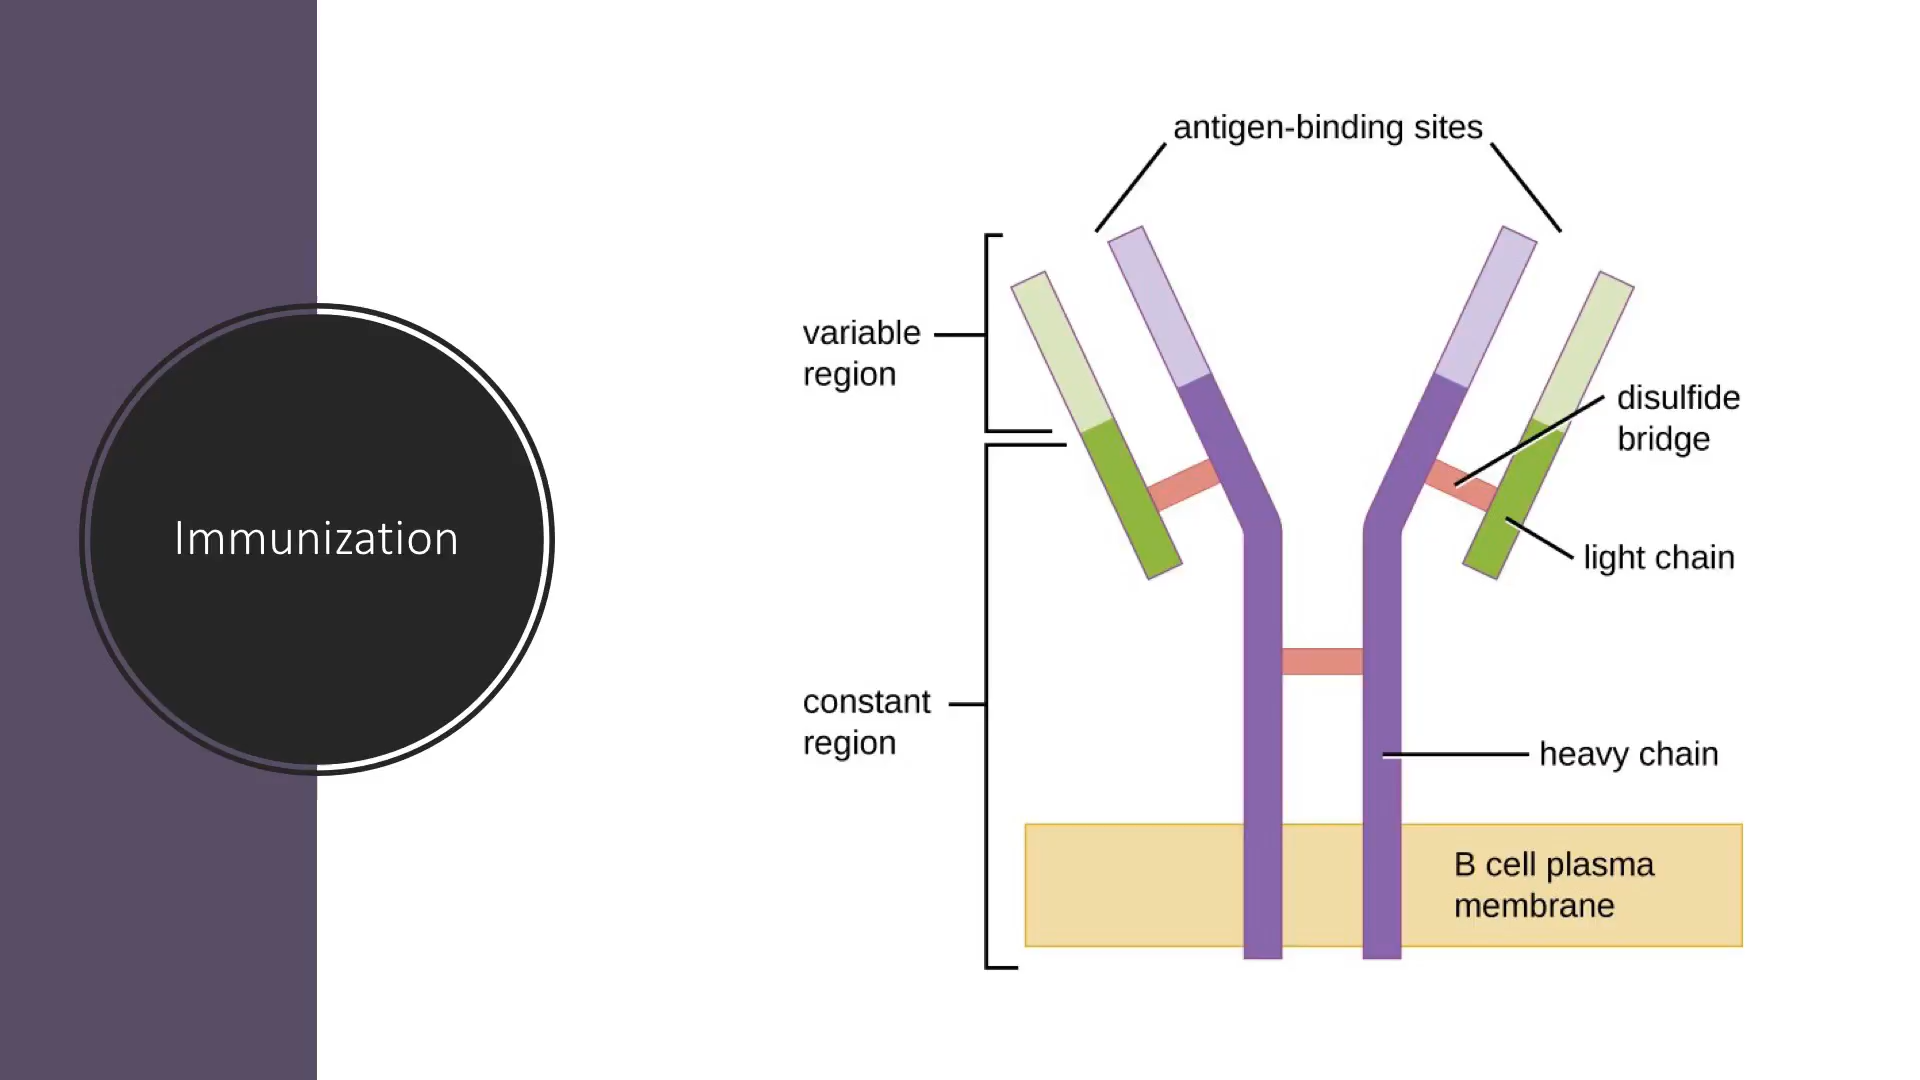 Immunization
antigen-binding sites
variable
region
disulfide
bridge
light chain
constant
region
heavy chain
B cell plasma
membrane